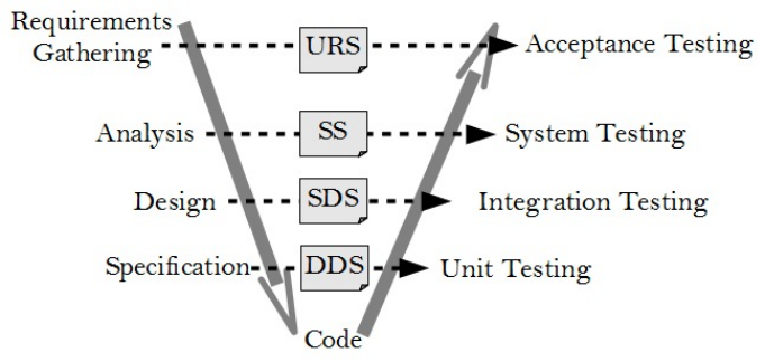 Requirements
Gathering
URS
Acceptance Testing
Analysis
SS
System Testing
Design
SDS
Integration Testing
Specification
DDS
Unit Testing
Code